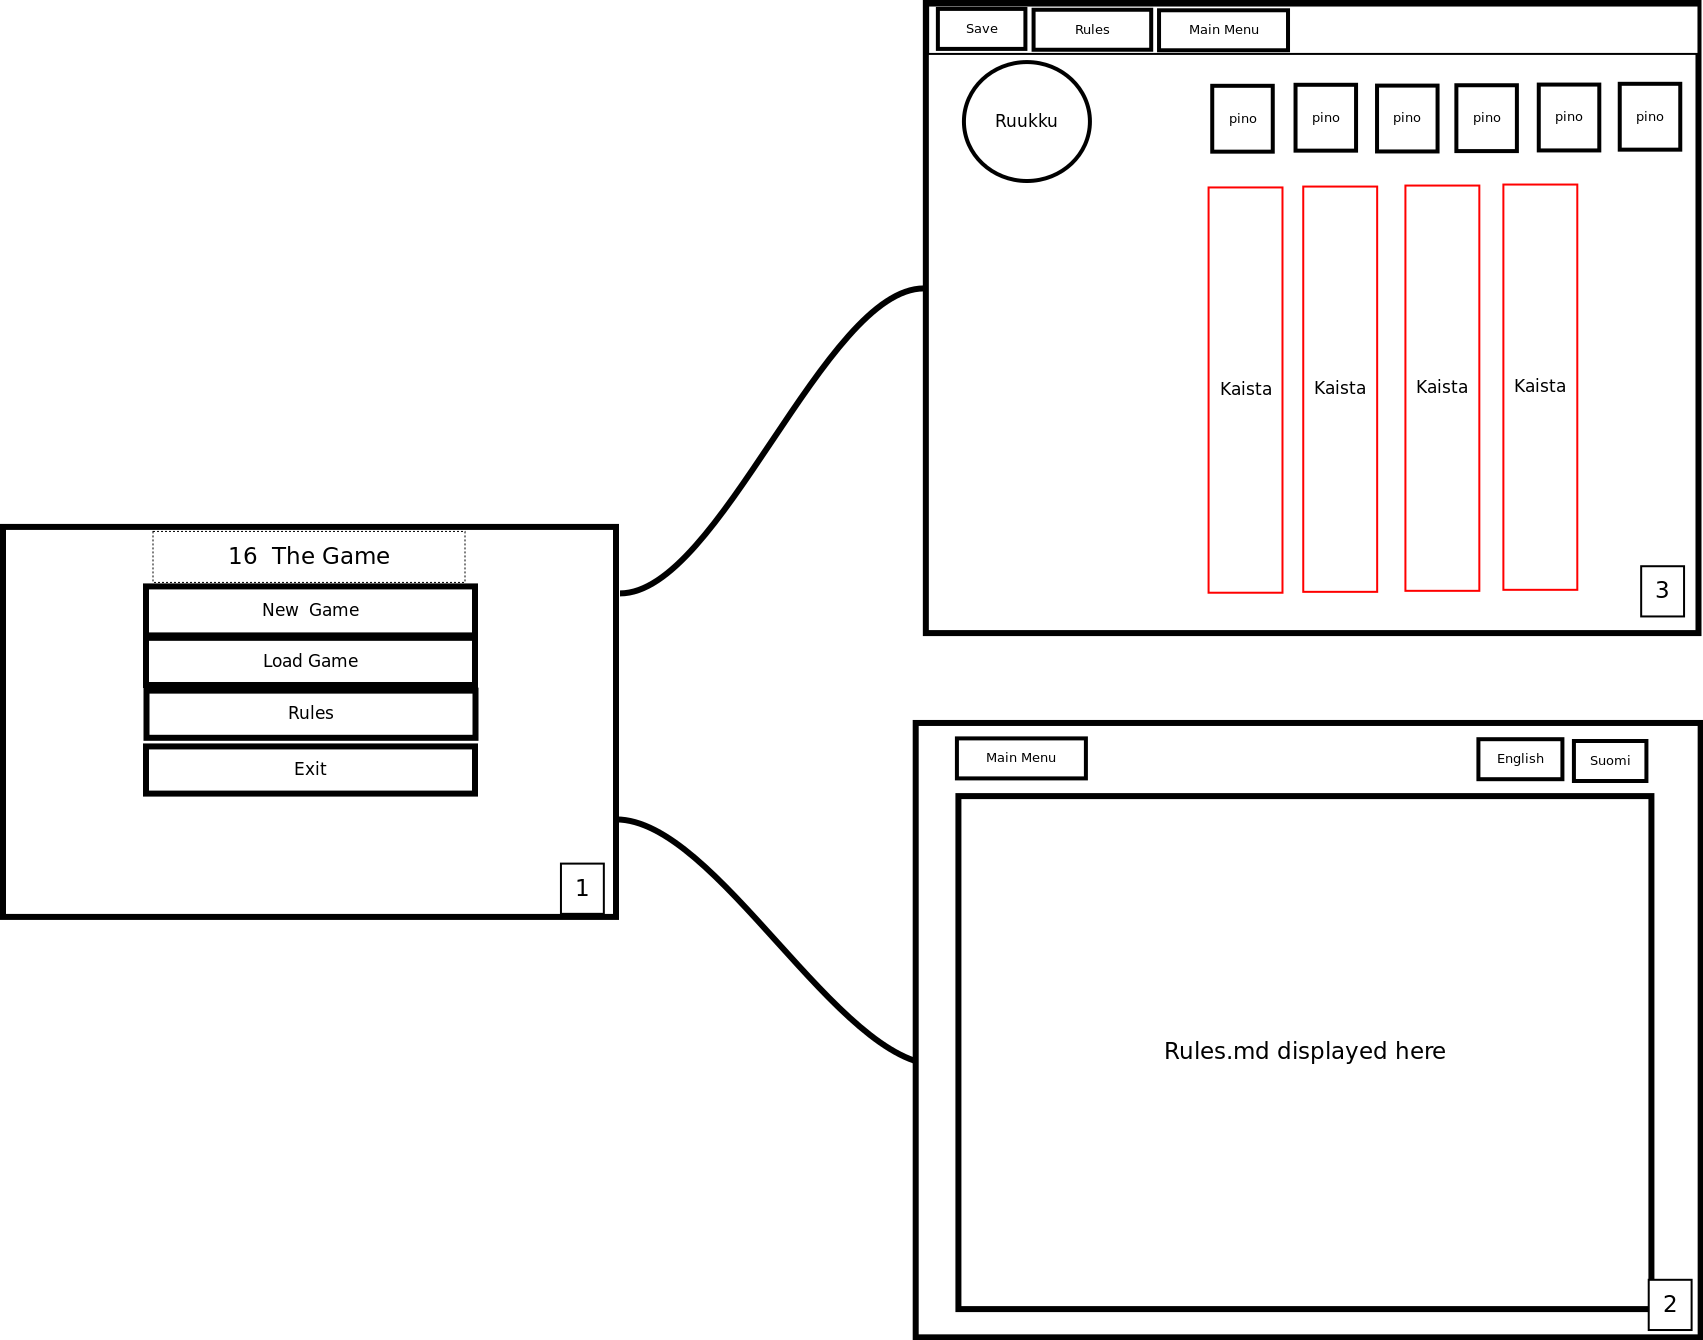 16  The Game
New  Game
Load Game
Rules
Exit
1
Save
Rules
Main Menu
Ruukku
pino
pino
pino
pino
pino
pino
Kaista
Kaista
Kaista
Kaista
3
Main Menu
English
Suomi
Rules.md displayed here
2